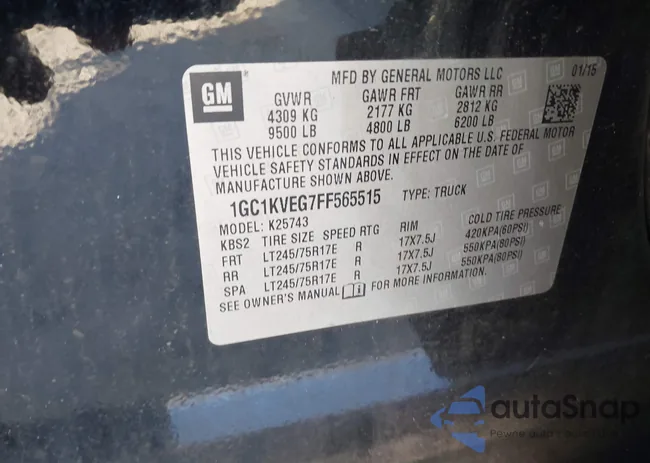 MFD BY GENERAL MOTORS LLC 01/15
GM
GVWR GAWR FRT GAWR RR
4309 KG 2177 KG 2812 KG
9500 LB 4800 LB 6200 LB
THIS VEHICLE CONFORMS TO ALL APPLICABLE U.S. FEDERAL MOTOR
VEHICLE SAFETY STANDARDS IN EFFECT ON THE DATE OF
MANUFACTURE SHOWN ABOVE.
1GC1KVEG7FF565515 TYPE: TRUCK
MODEL: K25743
KBS2 TIRE SIZE SPEED RTG RIM COLD TIRE PRESSURE
FRT LT245/75R17E R 17X7.5J 420KPA(60PSI)
RR LT245/75R17E R 17X7.5J 550KPA(80PSI)
SPA LT245/75R17E R 17X7.5J 550KPA(80PSI)
SEE OWNER'S MANUAL FOR MORE INFORMATION.
autoSnap
Pewne auto z